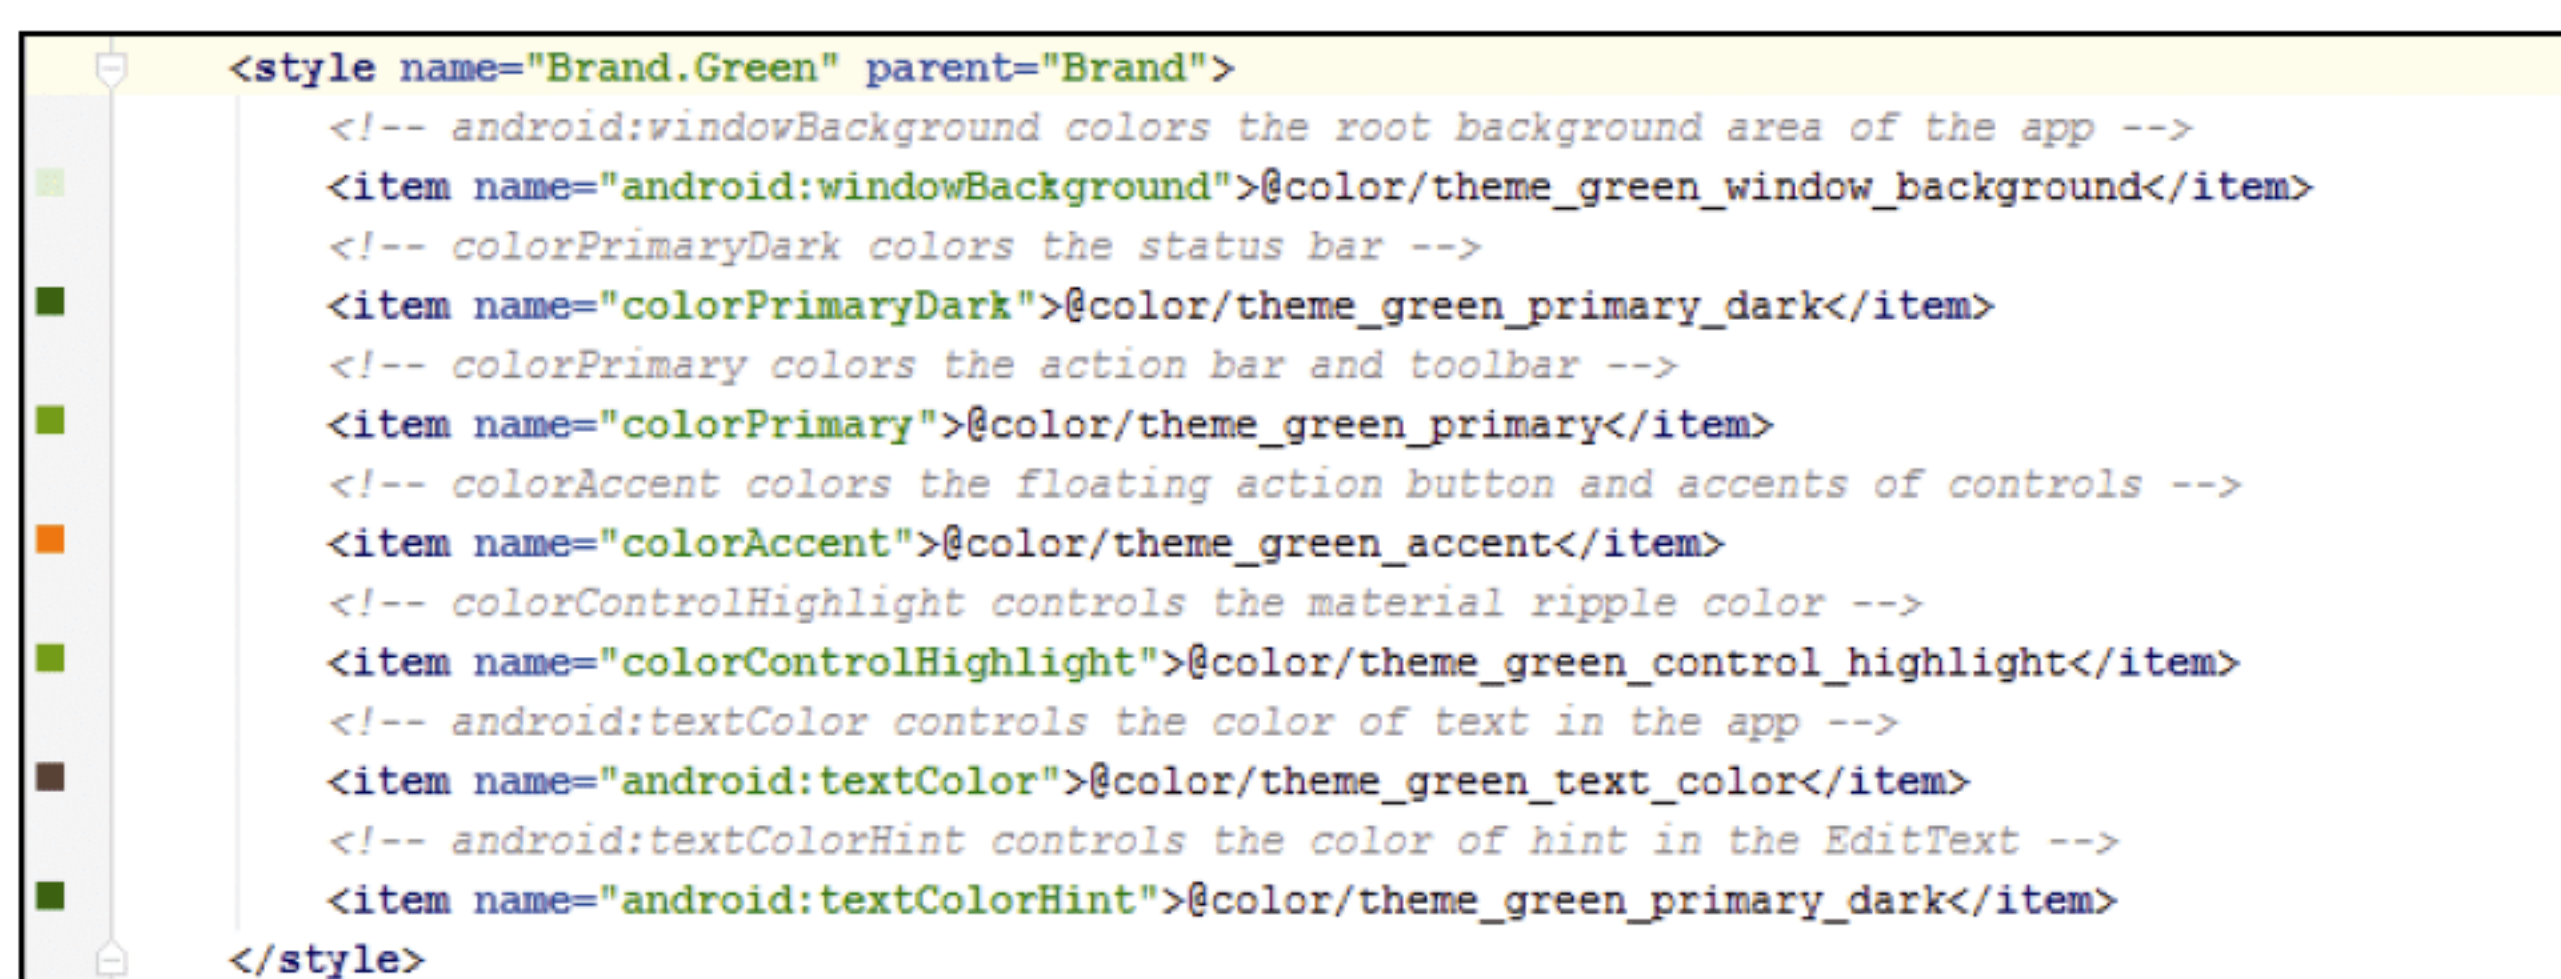 <style name="Brand.Green" parent="Brand">
<!-- android:windowBackground colors the root background area of the app -->
<item name="android:windowBackground">@color/theme_green_window_background</item>
<!-- colorPrimaryDark colors the status bar -->
<item name="colorPrimaryDark">@color/theme_green_primary_dark</item>
<!-- colorPrimary colors the action bar and toolbar -->
<item name="colorPrimary">@color/theme_green_primary</item>
<!-- colorAccent colors the floating action button and accents of controls -->
<item name="colorAccent">@color/theme_green_accent</item>
<!-- colorControlHighlight controls the material ripple color -->
<item name="colorControlHighlight">@color/theme_green_control_highlight</item>
<!-- android:textColor controls the color of text in the app -->
<item name="android:textColor">@color/theme_green_text_color</item>
<!-- android:textColorHint controls the color of hint in the EditText -->
<item name="android:textColorHint">@color/theme_green_primary_dark</item>
</style>